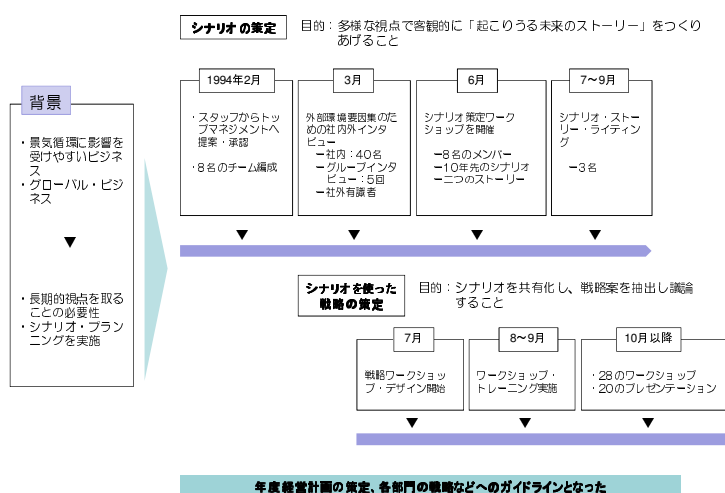 シナリオの策定
目的：多様な視点で客観的に「起こりうる未来のストーリー」をつくり
あげること
背景
・景気循環に影響を
受けやすいビジネ
ス
・グローバル・ビジ
ネス
▼
・長期的視点を取る
ことの必要性
・シナリオ・プラン
ニングを実施
1994年2月
・スタッフからトッ
プマネジメントへ
提案・承認
・8名のチーム編成
3月
外部環境要因集のた
めの社内外インタ
ビュー
ー社内：40名
ーグループインタ
ビュー：5回
ー社外有識者
6月
シナリオ策定ワーク
ショップを開催
ー8名のメンバー
ー10年先のシナリオ
ー二つのストーリー
7〜9月
シナリオ・ストー
リー・ライティン
グ
ー3名
▼ ▼ ▼ ▼
シナリオを使った
戦略の策定
目的：シナリオを共有化し、戦略案を抽出し議論
すること
7月
戦略ワークショッ
プ・デザイン開始
8〜9月
ワークショップ・
トレーニング実施
10月以降
・28のワークショップ
・20のプレゼンテーション
▼ ▼ ▼
年度経営計画の策定、各部門の戦略などへのガイドラインとなった